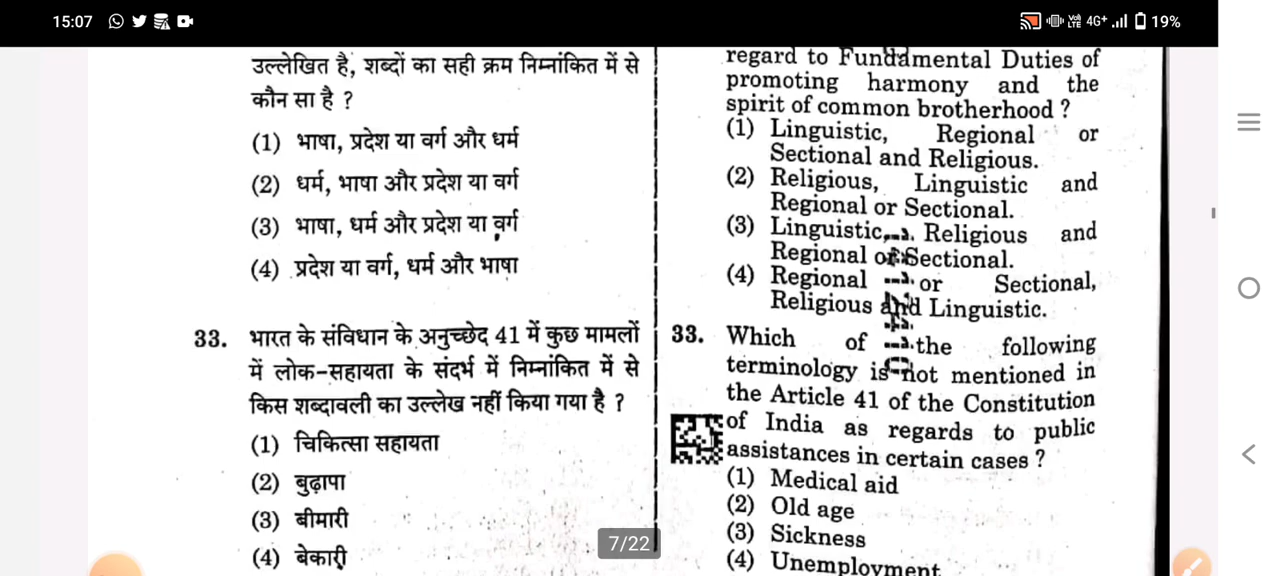 15:07
4G+
19%
उल्लेखित है, शब्दों का सही क्रम निम्नांकित में से
कौन सा है ?
(1) भाषा, प्रदेश या वर्ग और धर्म
(2) धर्म, भाषा और प्रदेश या वर्ग
(3) भाषा, धर्म और प्रदेश या वर्ग
(4) प्रदेश या वर्ग, धर्म और भाषा
33. भारत के संविधान के अनुच्छेद 41 में कुछ मामलों
में लोक-सहायता के संदर्भ में निम्नांकित में से
किस शब्दावली का उल्लेख नहीं किया गया है ?
(1) चिकित्सा सहायता
(2) बुढ़ापा
(3) बीमारी
(4) बेकारी
regard to Fundamental Duties of
promoting harmony and the
spirit of common brotherhood ?
(1) Linguistic, Regional or
Sectional and Religious.
(2) Religious, Linguistic and
Regional or Sectional.
(3) Linguistic, Religious and
Regional or Sectional.
(4) Regional or Sectional,
Religious and Linguistic.
33. Which of the following
terminology is not mentioned in
the Article 41 of the Constitution
of India as regards to public
assistances in certain cases ?
(1) Medical aid
(2) Old age
(3) Sickness
(4) Unemployment
7/22